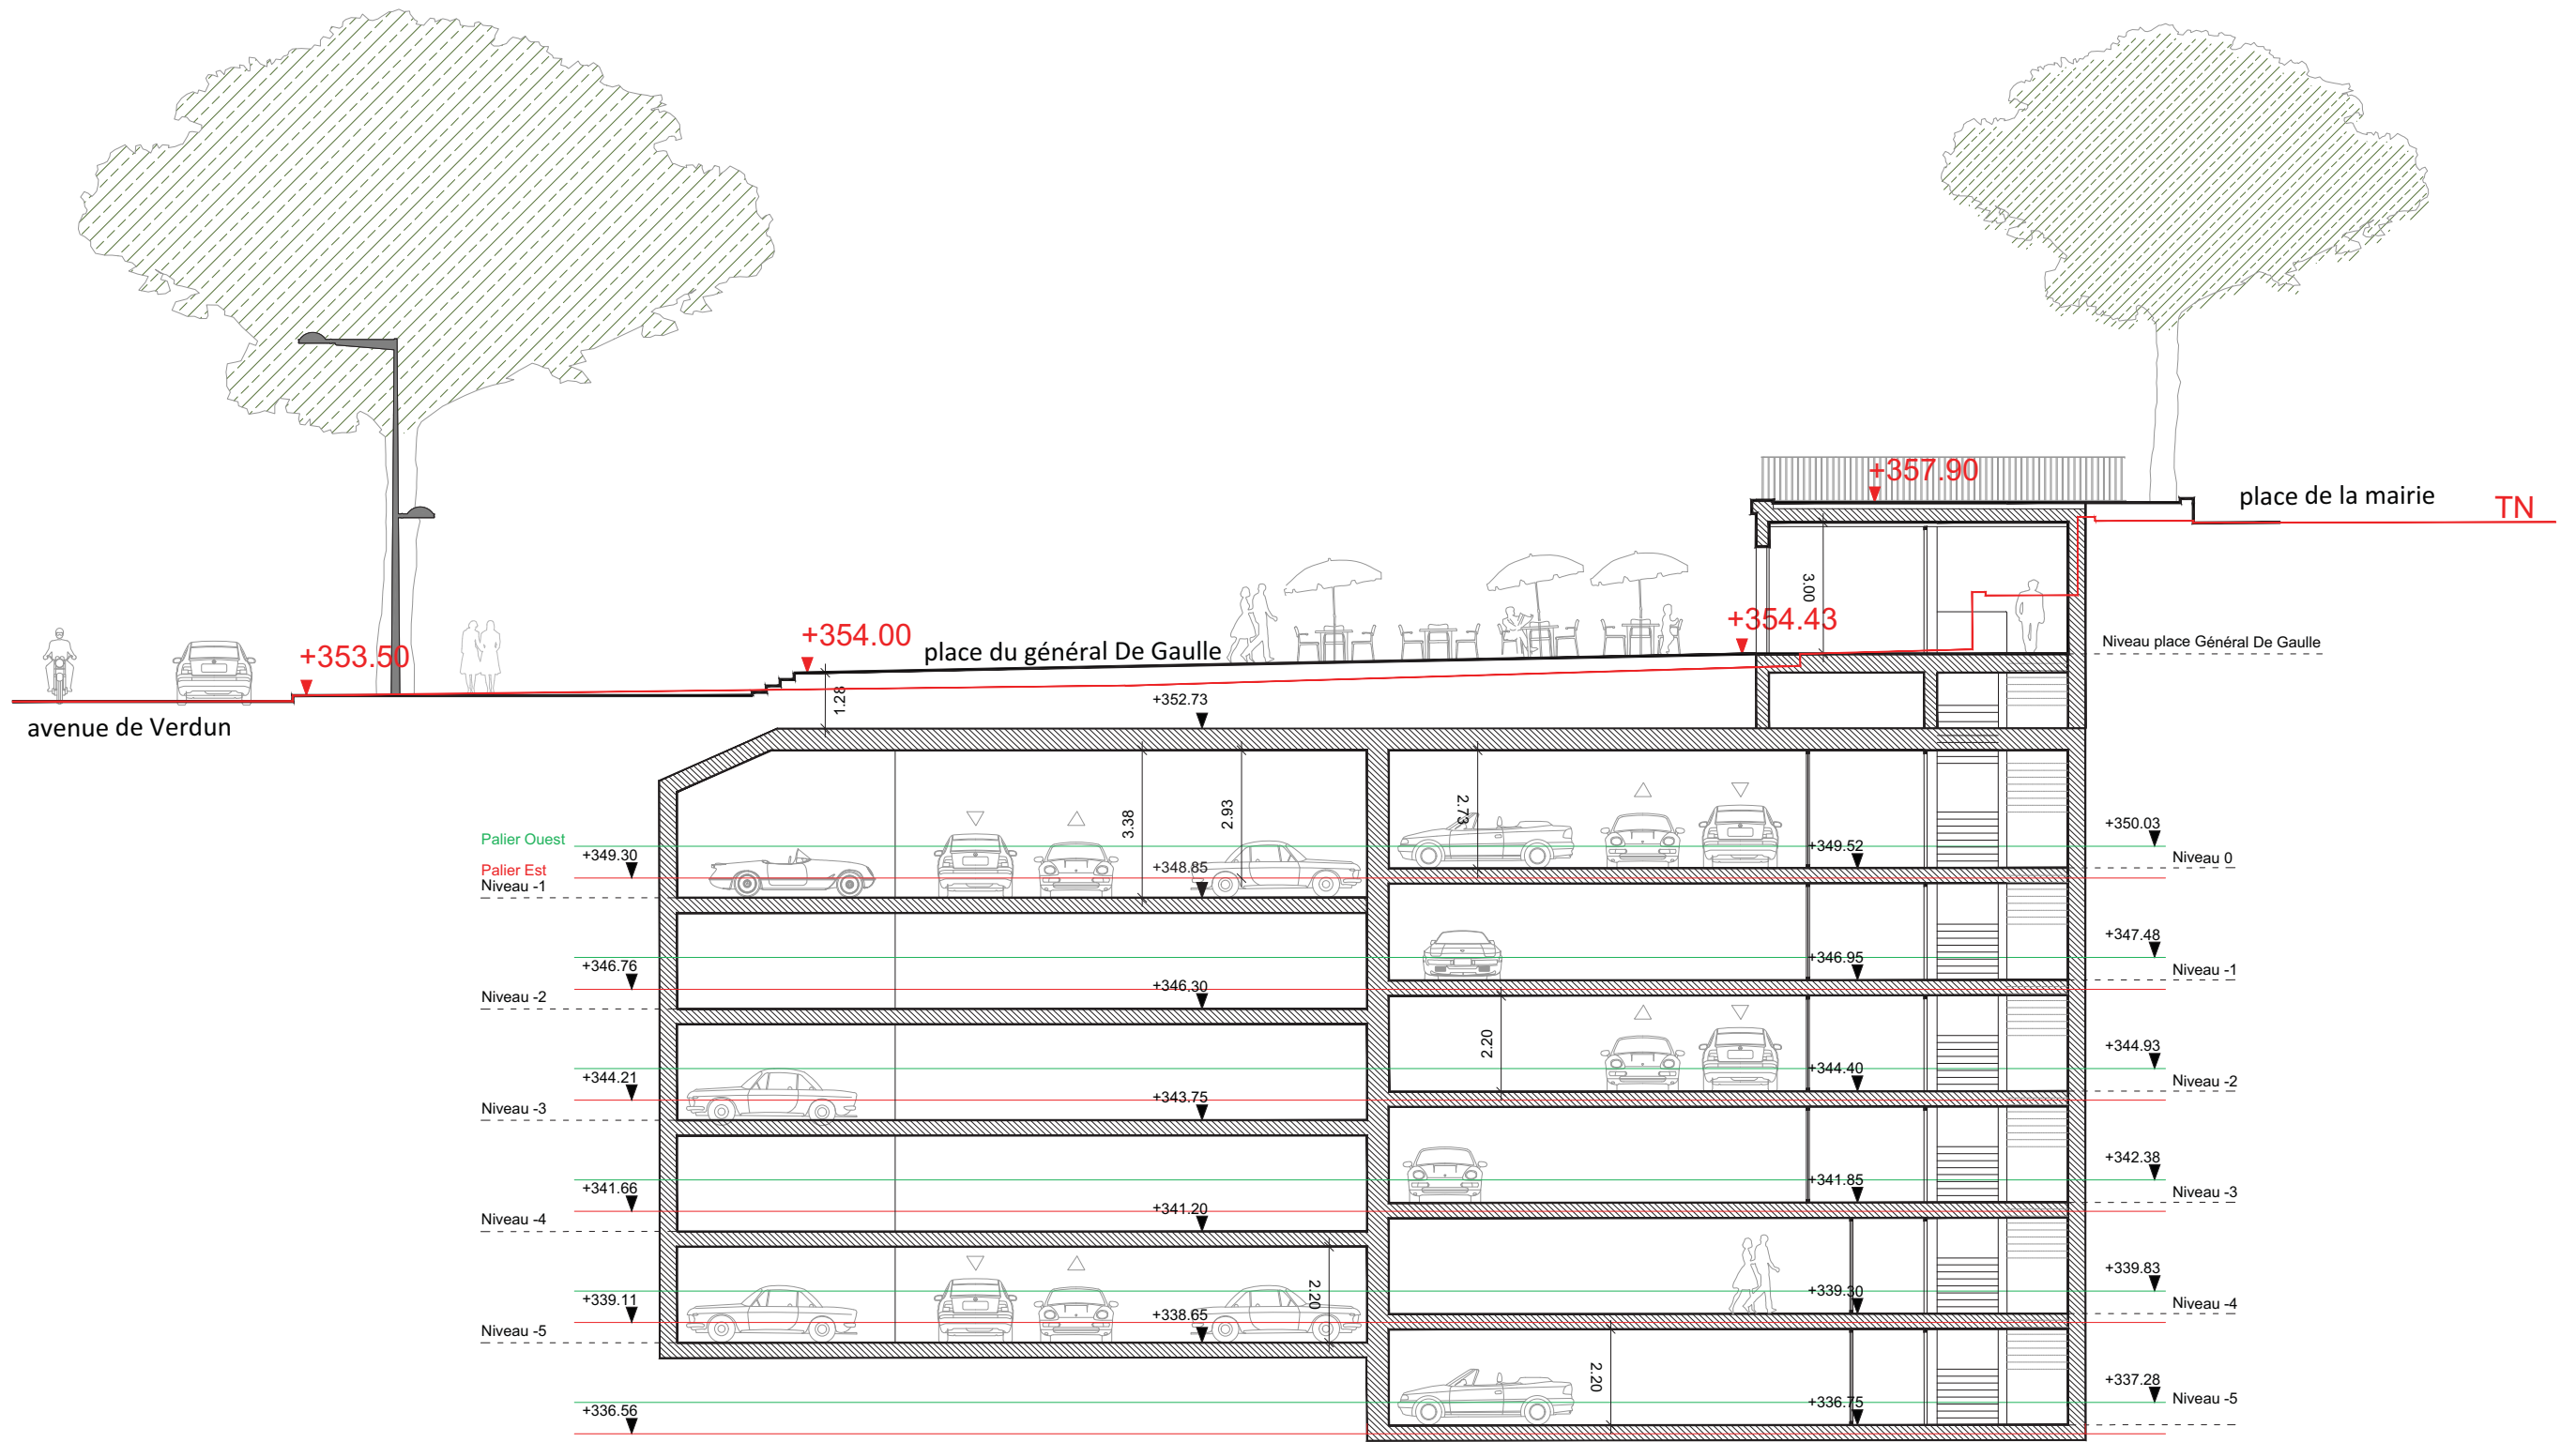 +357.90
place de la mairie
TN
3.00
+354.43
+354.00
place du général De Gaulle
Niveau place Général De Gaulle
+353.50
avenue de Verdun
1.28
+352.73
3.38
2.93
2.73
Palier Ouest
+349.30
Palier Est
Niveau -1
+348.85
+349.52
+350.03
Niveau 0
+346.76
Niveau -2
+346.30
+346.95
+347.48
Niveau -1
2.20
+344.21
Niveau -3
+343.75
+344.40
+344.93
Niveau -2
+341.66
Niveau -4
+341.20
+341.85
+342.38
Niveau -3
2.20
+339.11
Niveau -5
+338.65
+339.30
+339.83
Niveau -4
2.20
+336.56
+336.75
+337.28
Niveau -5